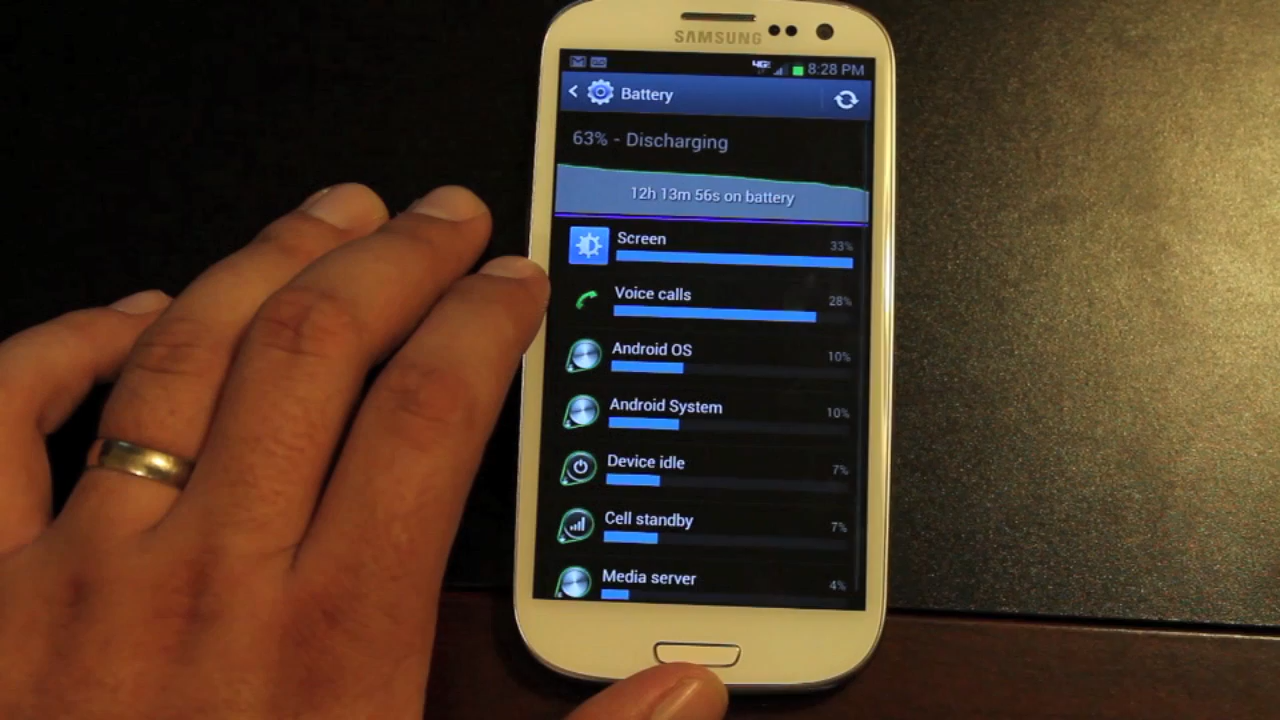 SAMSUNG
4G 8:28 PM
Battery
63% - Discharging
12h 13m 56s on battery
Screen 33%
Voice calls 28%
Android OS 10%
Android System 10%
Device idle 7%
Cell standby 7%
Media server 4%